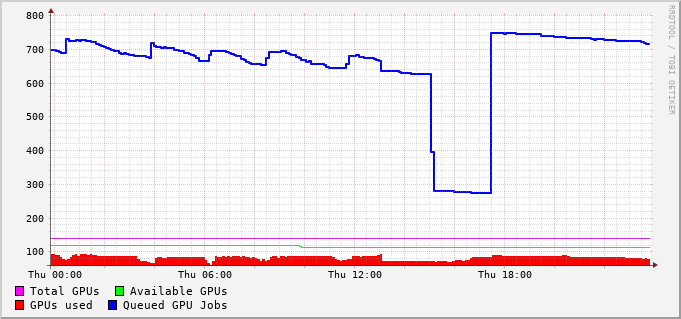 800
700
600
500
400
300
200
100
Thu 00:00 Thu 06:00 Thu 12:00 Thu 18:00
Total GPUs Available GPUs
GPUs used Queued GPU Jobs
RRDTOOL / TOBI OETIKER